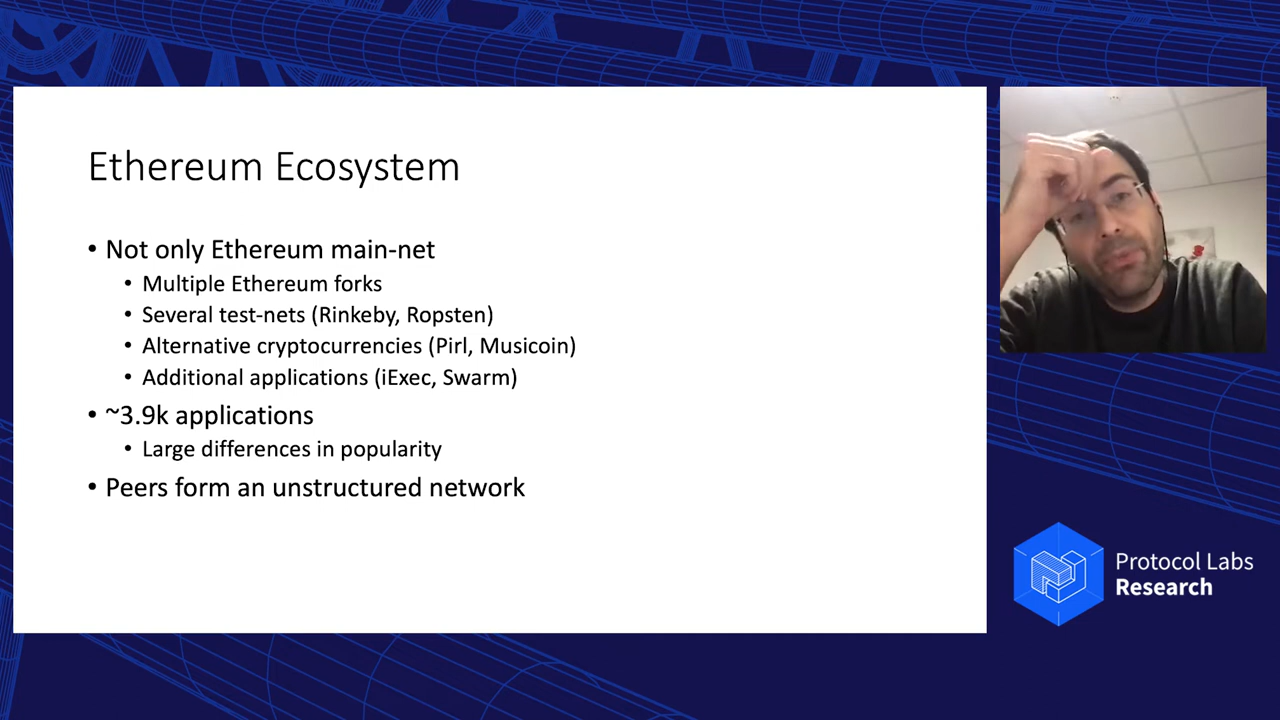 Ethereum Ecosystem
• Not only Ethereum main-net
• Multiple Ethereum forks
• Several test-nets (Rinkeby, Ropsten)
• Alternative cryptocurrencies (Pirl, Musicoin)
• Additional applications (iExec, Swarm)
• ~3.9k applications
• Large differences in popularity
• Peers form an unstructured network
Protocol Labs
Research